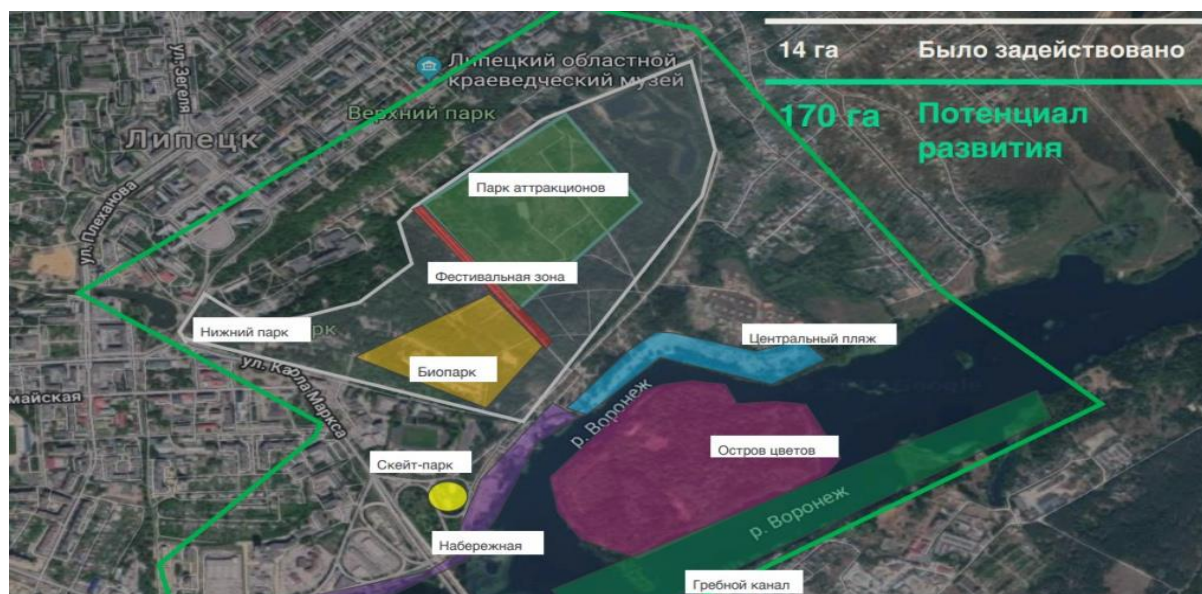 14 га Было задействовано
170 га Потенциал
развития
Липецкий областной
краеведческий музей
ул. Зегеля
Верхний парк
Липецк
ул. Плеханова
Парк аттракционов
Фестивальная зона
Нижний парк
рк
Центральный пляж
Биопарк
ул. Карла Маркса
майская
р. Воронеж
Остров цветов
Скейт-парк
р. Воронеж
Набережная
Гребной канал